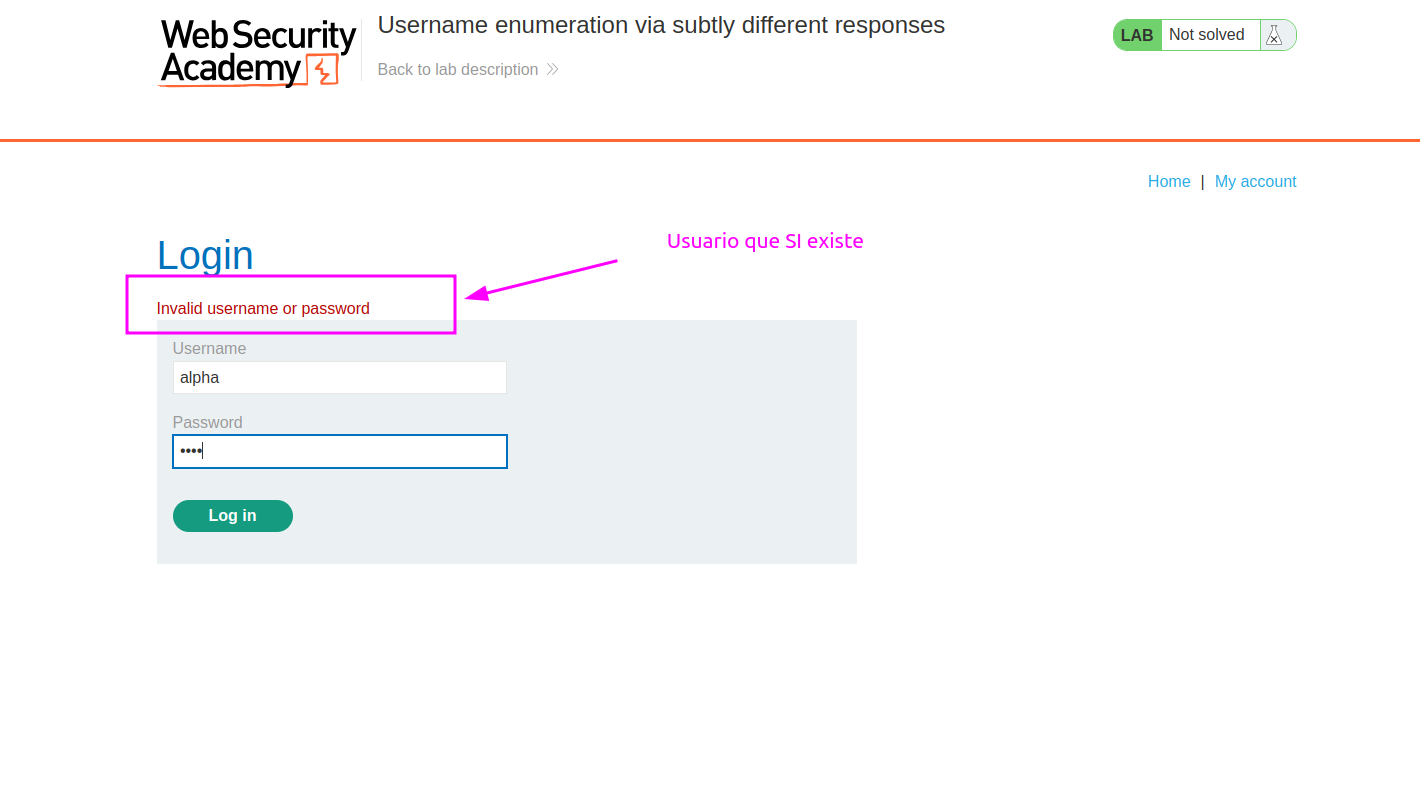 Web Security
Academy
Username enumeration via subtly different responses
Back to lab description
LAB
Not solved
Home | My account
Login
Usuario que SI existe
Invalid username or password
Username
alpha
Password
••••
Log in